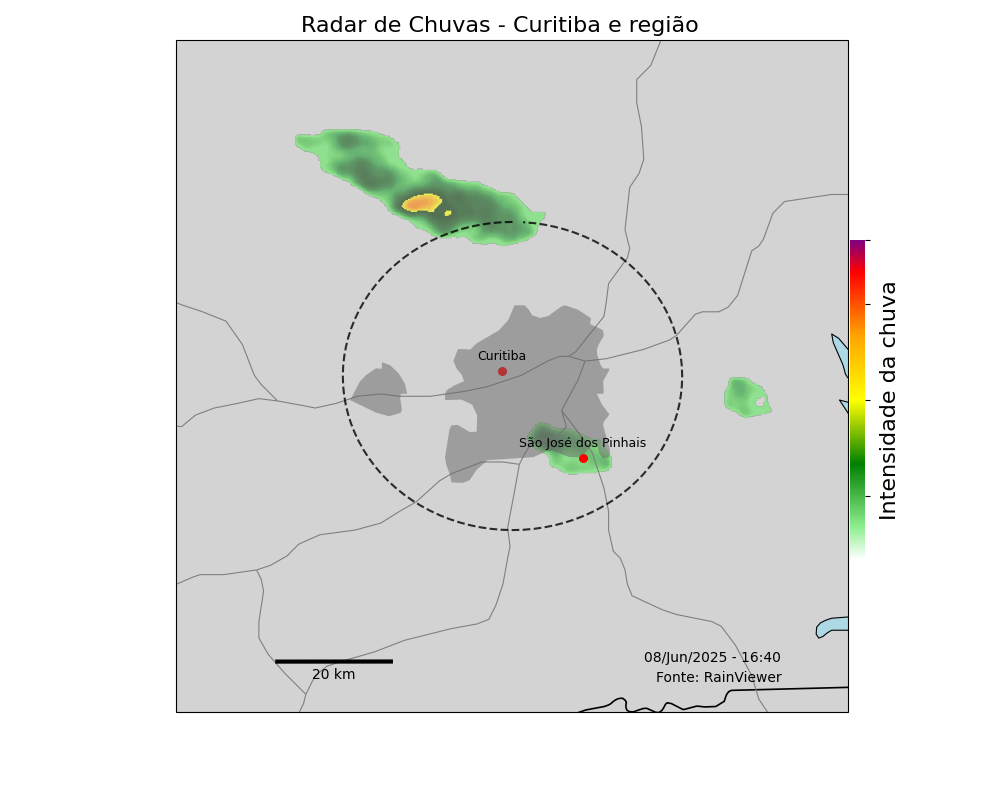 Radar de Chuvas - Curitiba e região
Curitiba
São José dos Pinhais
Intensidade da chuva
08/Jun/2025 - 16:40
20 km
Fonte: RainViewer